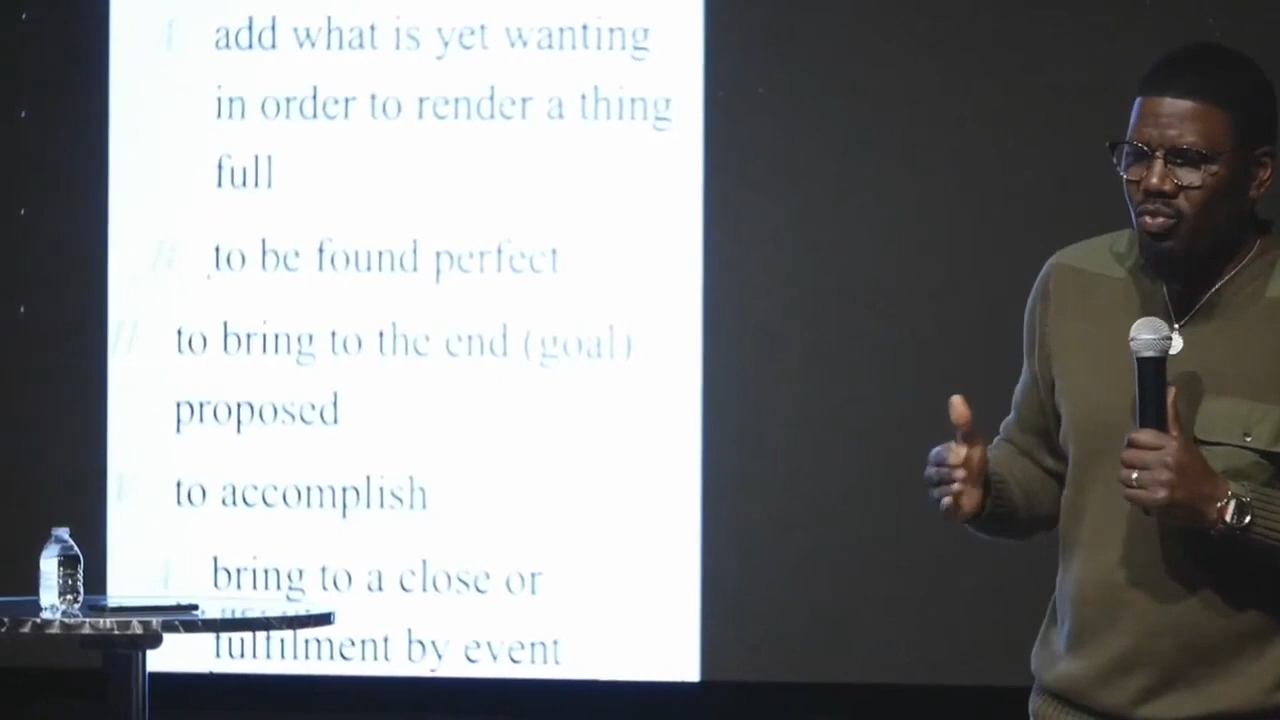 add what is yet wanting
in order to render a thing
full
to be found perfect
to bring to the end (goal)
proposed
to accomplish
bring to a close or
fulfilment by event